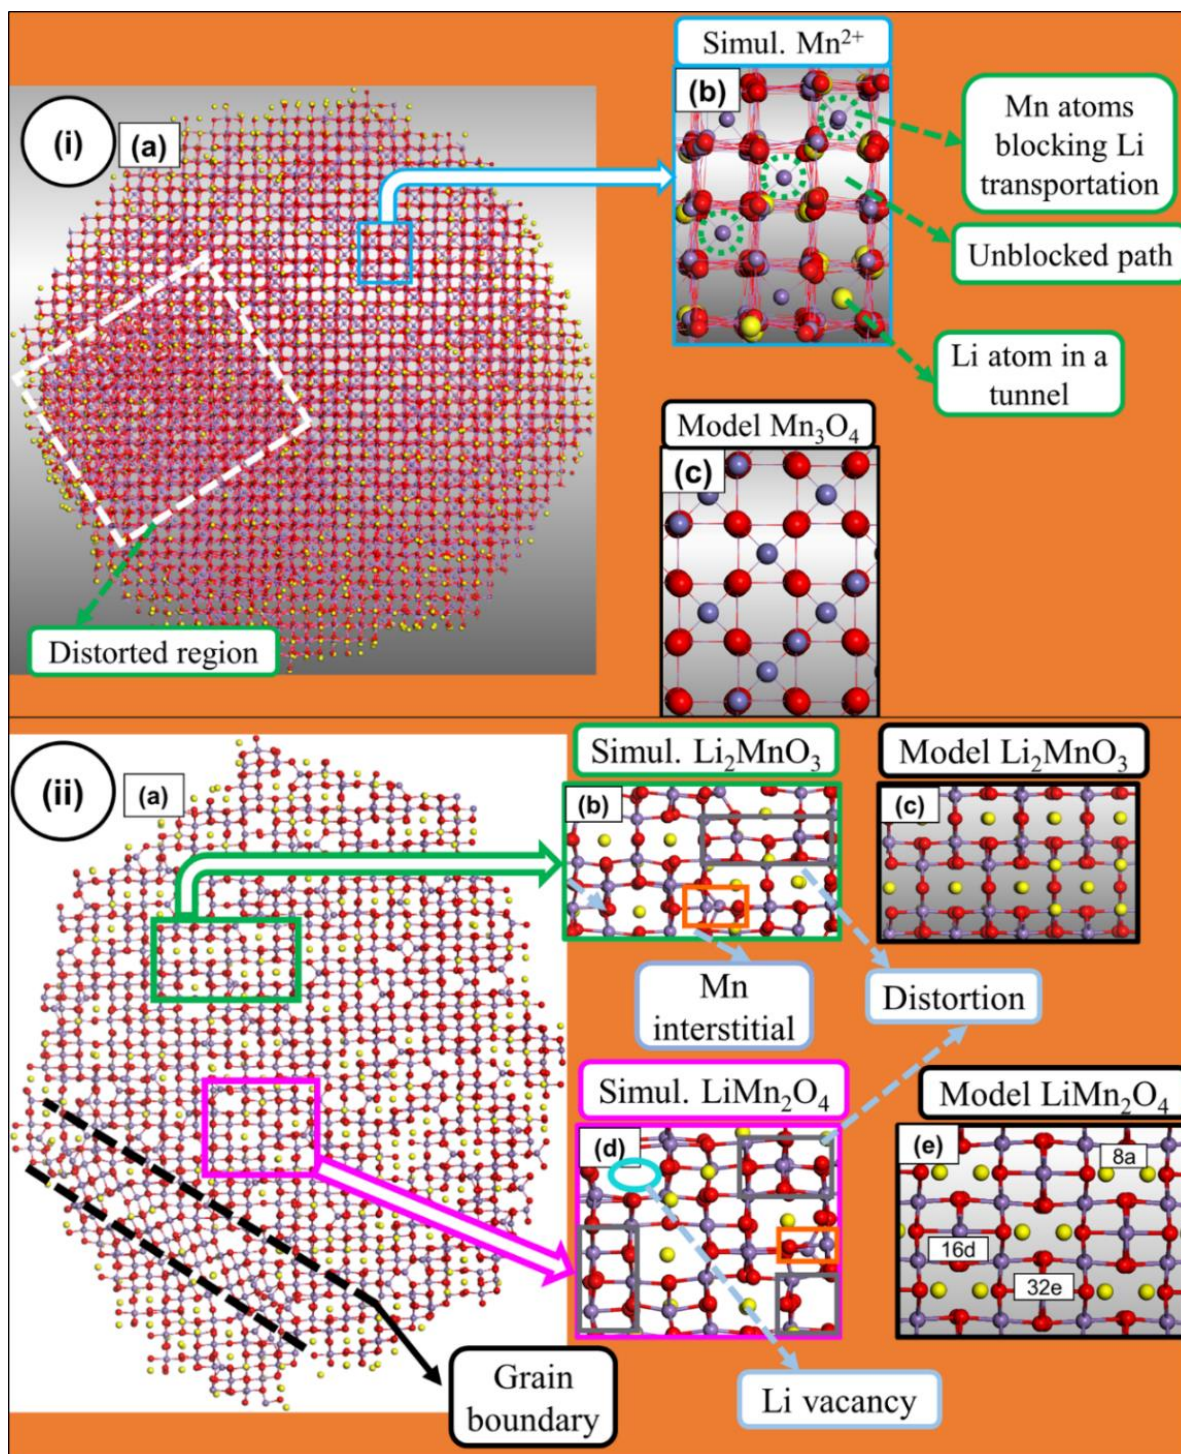 (i)
(a)
Simul. Mn²⁺
(b)
Mn atoms
blocking Li
transportation
Unblocked path
Li atom in a
tunnel
Model Mn₃O₄
(c)
Distorted region
(ii)
(a)
Simul. Li₂MnO₃
(b)
Model Li₂MnO₃
(c)
Mn
interstitial
Distortion
Simul. LiMn₂O₄
(d)
Model LiMn₂O₄
(e)
8a
16d
32e
Grain
boundary
Li vacancy